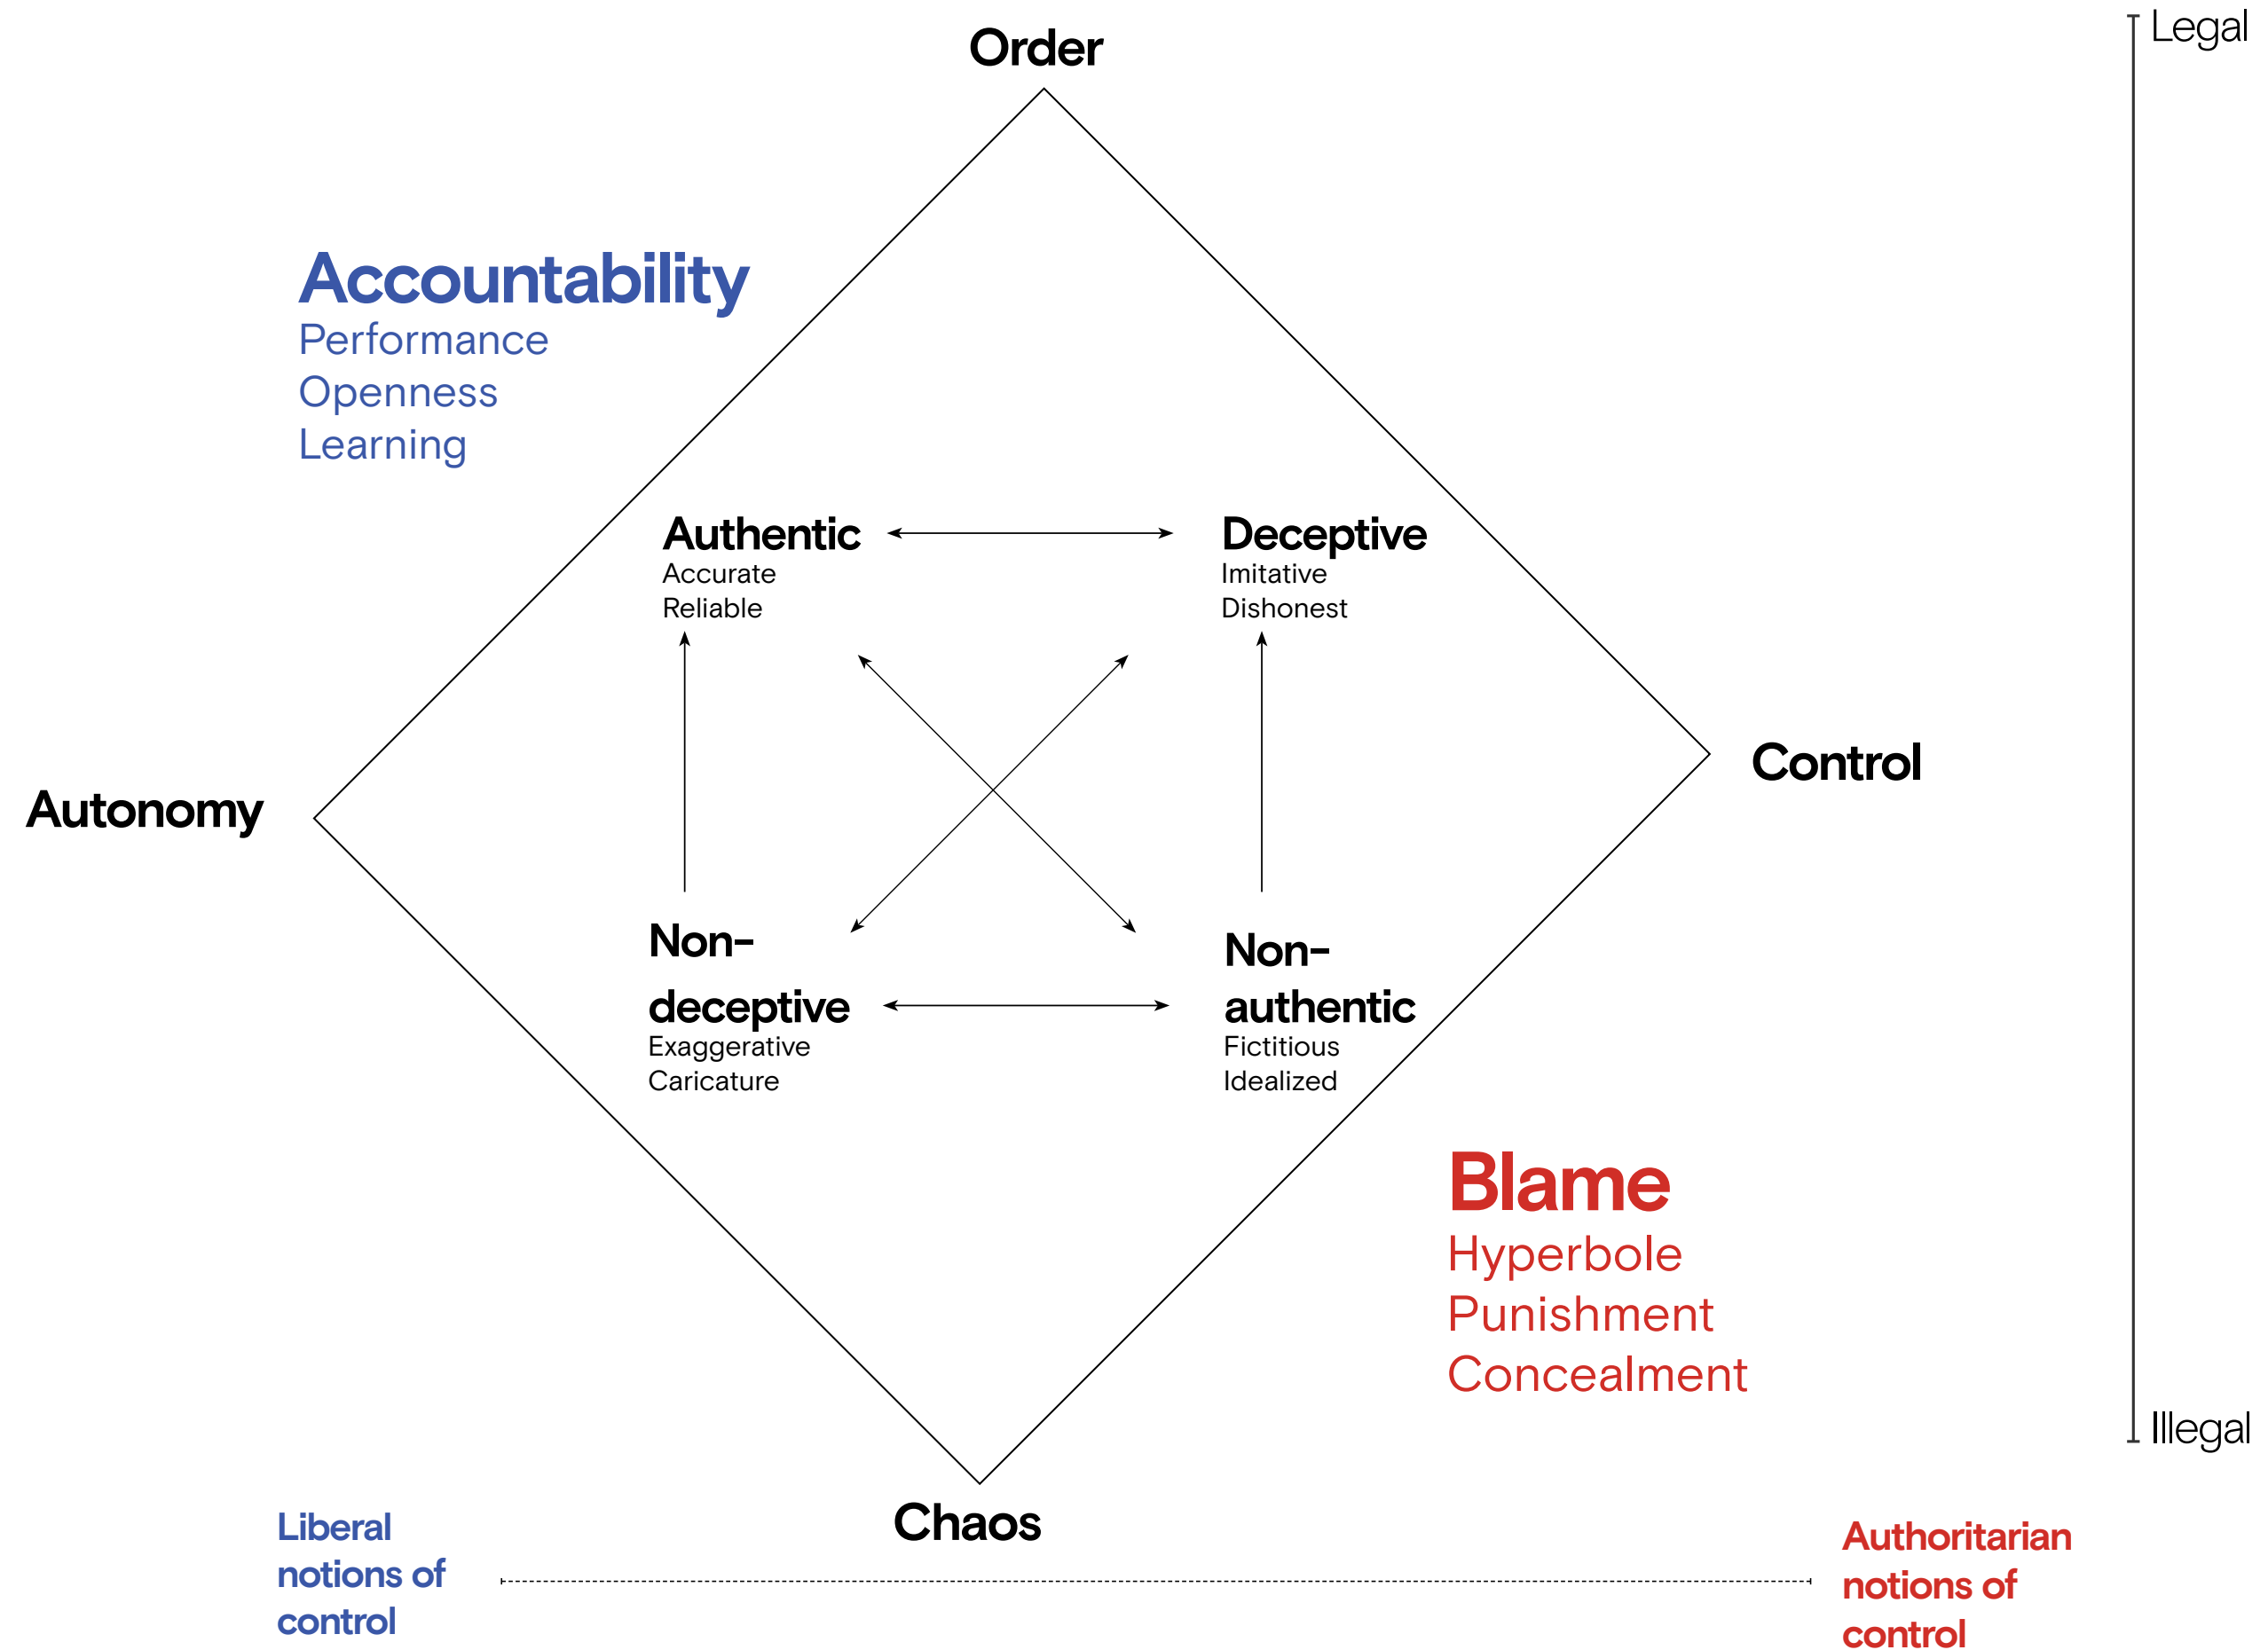 Legal
Order
Accountability
Performance
Openness
Learning
Authentic
Accurate
Reliable
Deceptive
Imitative
Dishonest
Autonomy
Control
Non-
deceptive
Exaggerative
Caricature
Non-
authentic
Fictitious
Idealized
Blame
Hyperbole
Punishment
Concealment
Illegal
Chaos
Liberal
notions of
control
Authoritarian
notions of
control